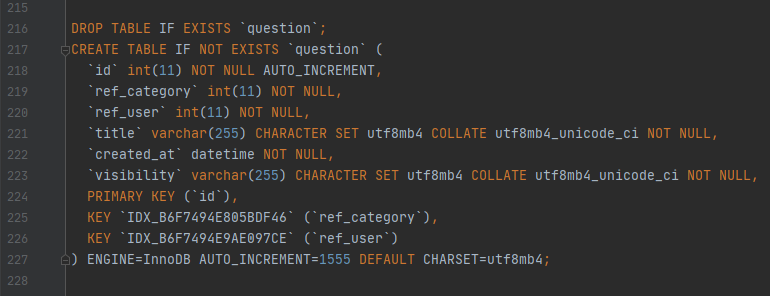 215
216 DROP TABLE IF EXISTS `question`;
217 CREATE TABLE IF NOT EXISTS `question` (
218 `id` int(11) NOT NULL AUTO_INCREMENT,
219 `ref_category` int(11) NOT NULL,
220 `ref_user` int(11) NOT NULL,
221 `title` varchar(255) CHARACTER SET utf8mb4 COLLATE utf8mb4_unicode_ci NOT NULL,
222 `created_at` datetime NOT NULL,
223 `visibility` varchar(255) CHARACTER SET utf8mb4 COLLATE utf8mb4_unicode_ci NOT NULL,
224 PRIMARY KEY (`id`),
225 KEY `IDX_B6F7494E805BDF46` (`ref_category`),
226 KEY `IDX_B6F7494E9AE097CE` (`ref_user`)
227 ) ENGINE=InnoDB AUTO_INCREMENT=1555 DEFAULT CHARSET=utf8mb4;
228